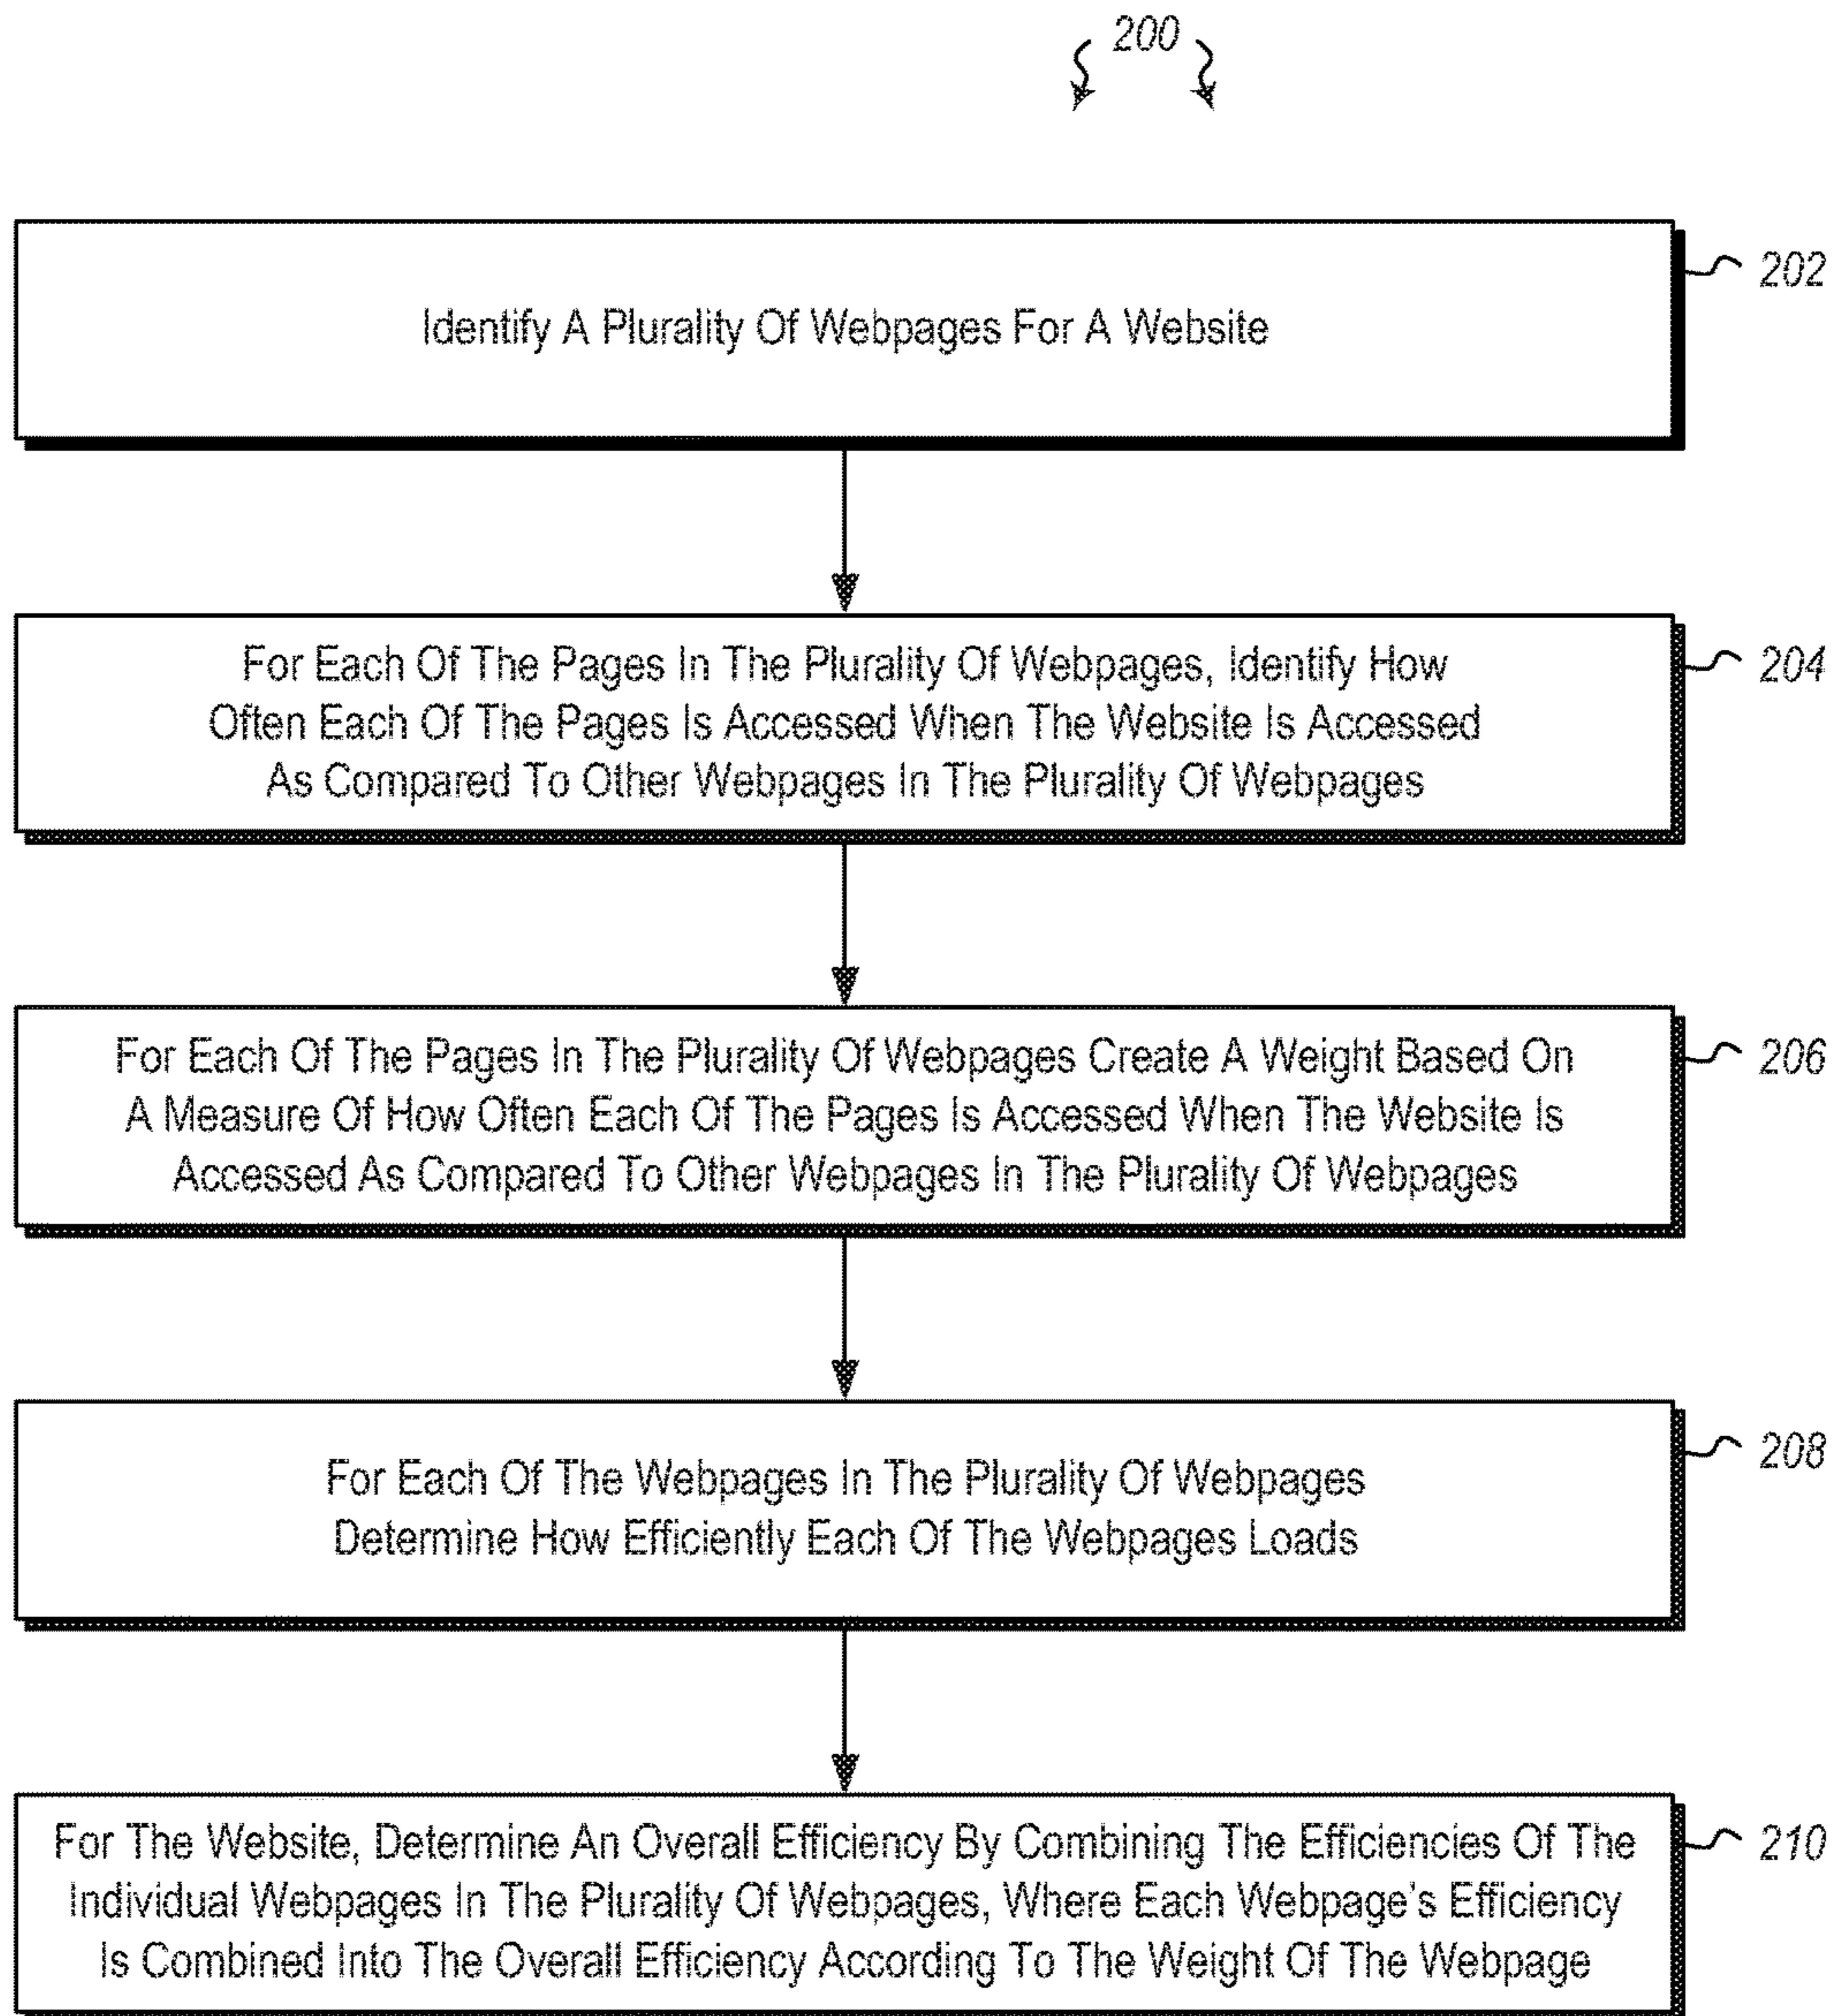 200
Identify A Plurality Of Webpages For A Website
202
For Each Of The Pages In The Plurality Of Webpages, Identify How
Often Each Of The Pages Is Accessed When The Website Is Accessed
As Compared To Other Webpages In The Plurality Of Webpages
204
For Each Of The Pages In The Plurality Of Webpages Create A Weight Based On
A Measure Of How Often Each Of The Pages Is Accessed When The Website Is
Accessed As Compared To Other Webpages In The Plurality Of Webpages
206
For Each Of The Webpages In The Plurality Of Webpages
Determine How Efficiently Each Of The Webpages Loads
208
For The Website, Determine An Overall Efficiency By Combining The Efficiencies Of The
Individual Webpages In The Plurality Of Webpages, Where Each Webpage's Efficiency
Is Combined Into The Overall Efficiency According To The Weight Of The Webpage
210